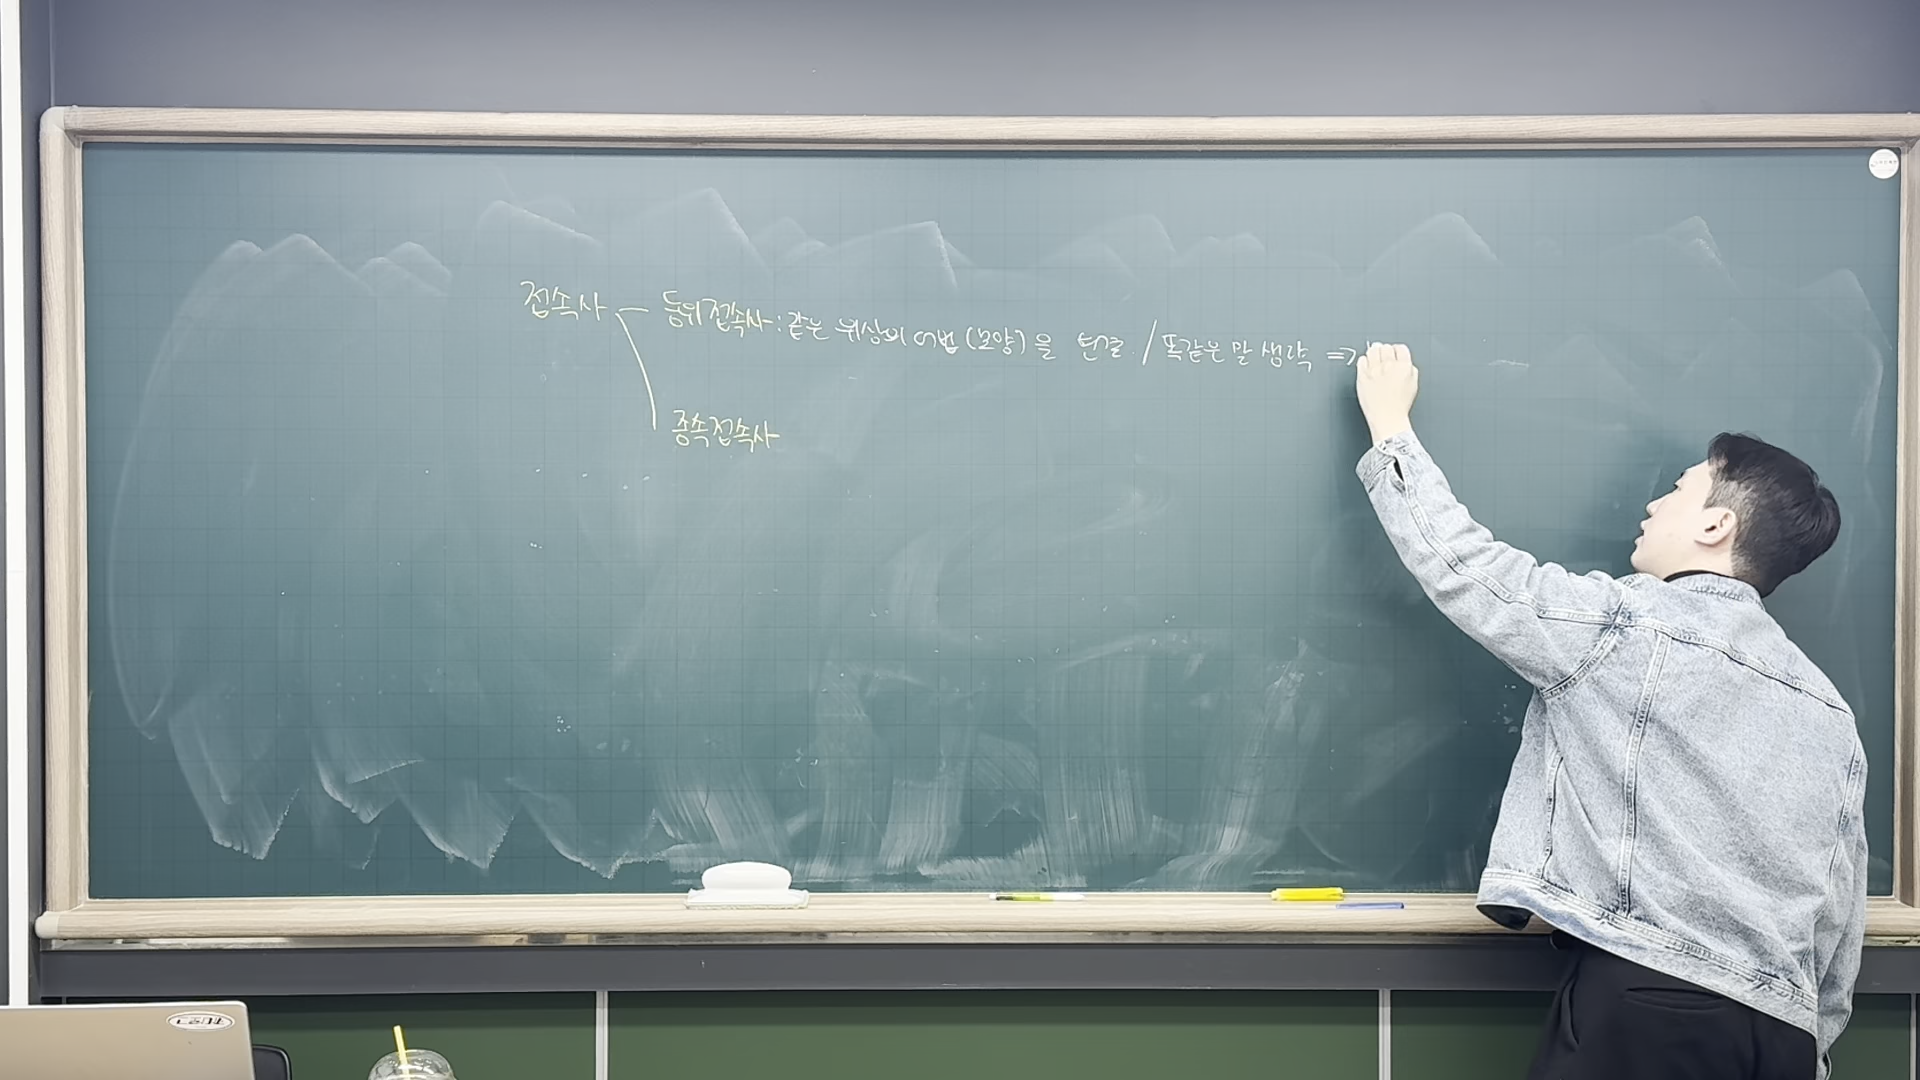 접속사 동위접속사 : 같은 위상의 어법 (모양)을 연결. / 똑같은 말 생략 ⇒
종속접속사